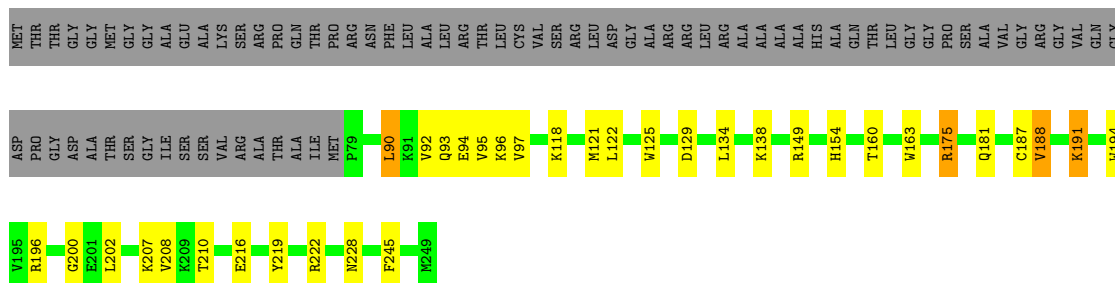 MET THR THR GLY GLY MET GLY GLY ALA GLU ALA LYS SER ARG PRO GLN THR PRO ARG ASN PHE LEU ALA LEU ARG THR LEU CYS VAL SER ARG LEU ASP GLY ALA ARG ARG LEU ARG ALA ALA ALA ALA HIS ALA GLN THR LEU GLY GLY PRO SER ALA VAL GLY ARG GLY VAL GLN GLY
ASP PRO GLY ASP ALA THR SER GLY ILE SER SER VAL ARG ALA THR ALA ILE MET P79 L90 K91 V92 Q93 E94 V95 K96 V97 K118 M121 L122 W125 D129 L134 K138 R149 H154 T160 W163 R175 Q181 C187 V188 K191
V195 R196 G200 E201 L202 K207 V208 K209 T210 E216 Y219 R222 N228 F245 M249